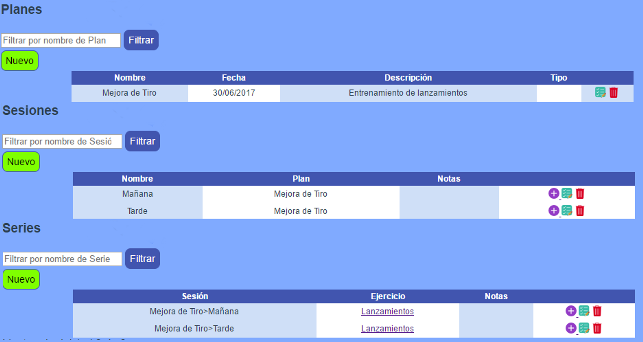 Planes
Filtrar por nombre de Plan Filtrar
Nuevo
Nombre Fecha Descripción Tipo
Mejora de Tiro 30/06/2017 Entrenamiento de lanzamientos
Sesiones
Filtrar por nombre de Sesió Filtrar
Nuevo
Nombre Plan Notas
Mañana Mejora de Tiro
Tarde Mejora de Tiro
Series
Filtrar por nombre de Serie Filtrar
Nuevo
Sesión Ejercicio Notas
Mejora de Tiro>Mañana Lanzamientos
Mejora de Tiro>Tarde Lanzamientos